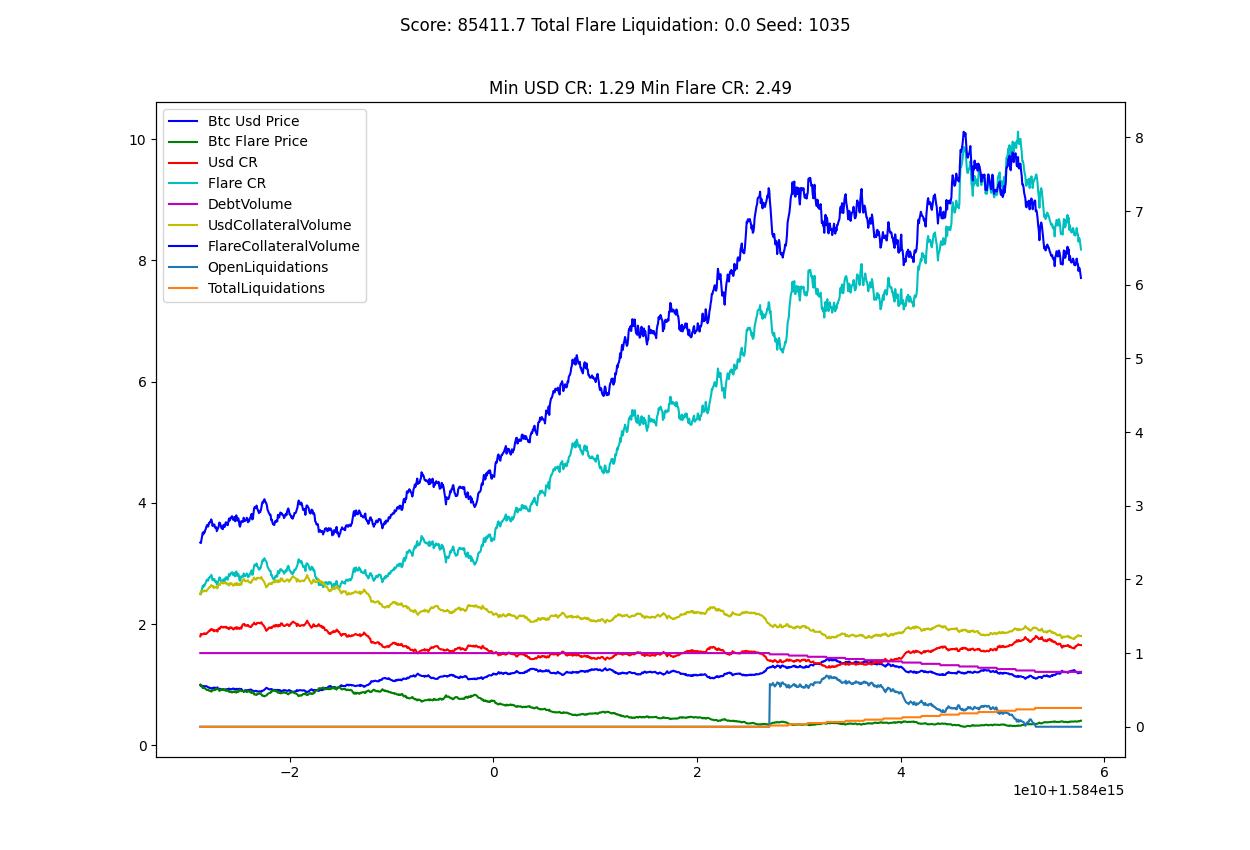 Score: 85411.7 Total Flare Liquidation: 0.0 Seed: 1035
Min USD CR: 1.29 Min Flare CR: 2.49
Btc Usd Price
Btc Flare Price
Usd CR
Flare CR
DebtVolume
UsdCollateralVolume
FlareCollateralVolume
OpenLiquidations
TotalLiquidations
10
8
6
4
2
0
8
7
6
5
4
3
2
1
0
−2
0
2
4
6
1e10+1.584e15